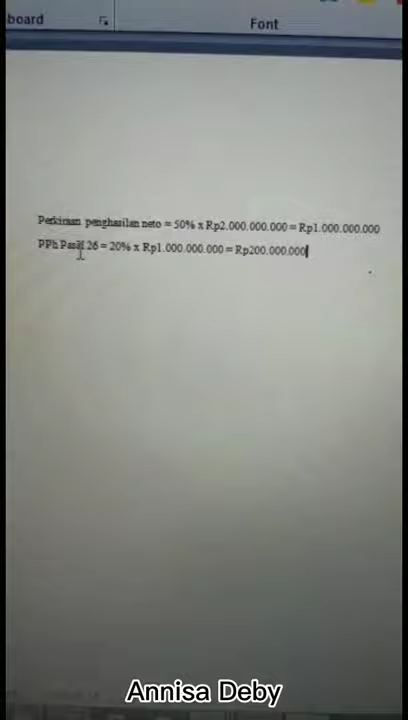 board
Font
Perkiraan penghasilan neto = 50% x Rp2.000.000.000 = Rp1.000.000.000
PPh Pasal 26 = 20% x Rp1.000.000.000 = Rp200.000.000
Annisa Deby